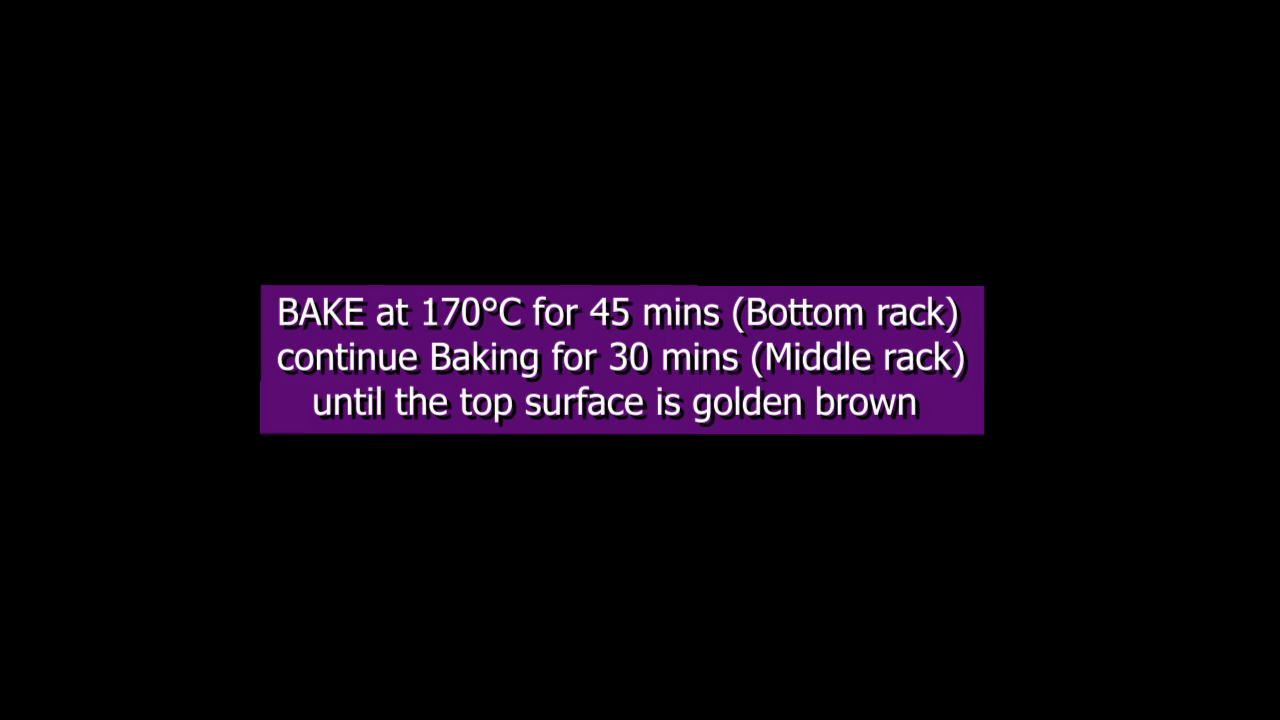 BAKE at 170°C for 45 mins (Bottom rack)
continue Baking for 30 mins (Middle rack)
until the top surface is golden brown